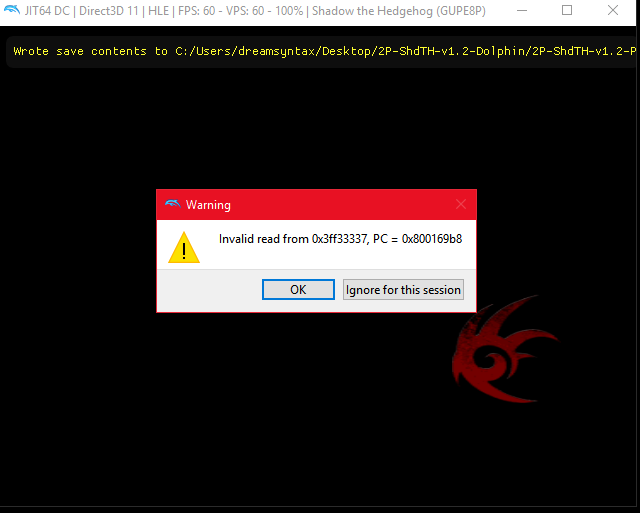 JIT64 DC | Direct3D 11 | HLE | FPS: 60 - VPS: 60 - 100% | Shadow the Hedgehog (GUPE8P)
Wrote save contents to C:/Users/dreamsyntax/Desktop/2P-ShdTH-v1.2-Dolphin/2P-ShdTH-v1.2-P
Warning
Invalid read from 0x3ff33337, PC = 0x800169b8
OK
Ignore for this session